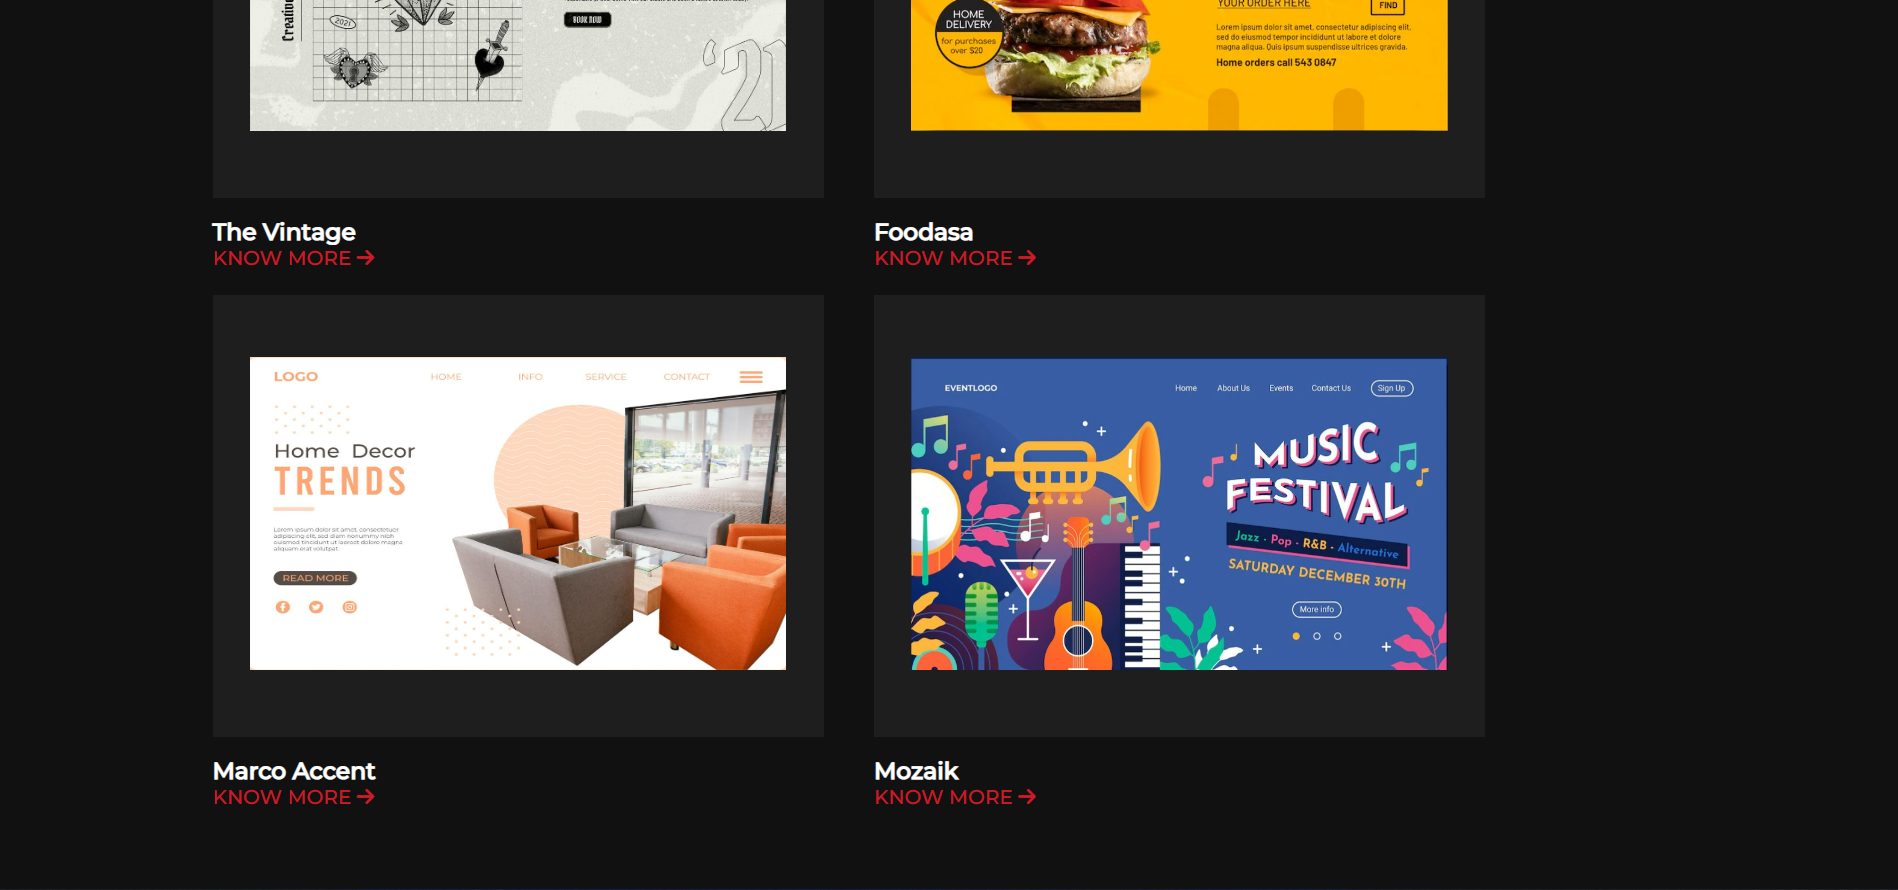 Creative
2021
BOOK NOW
'21
HOME
DELIVERY
for purchases
over $20
YOUR ORDER HERE
FIND
Lorem ipsum dolor sit amet, consectetur adipiscing elit,
sed do eiusmod tempor incididunt ut labore et dolore
magna aliqua. Quis ipsum suspendisse ultrices gravida.
Home orders call 543 0847
The Vintage
KNOW MORE →
Foodasa
KNOW MORE →
LOGO
HOME
INFO
SERVICE
CONTACT
Home Decor
TRENDS
Lorem ipsum dolor sit amet, consectetuer
adipiscing elit, sed diam nonummy nibh
euismod tincidunt ut laoreet dolore magna
aliquam erat volutpat.
READ MORE
EVENTLOGO
Home
About Us
Events
Contact Us
Sign Up
MUSIC
FESTIVAL
Jazz · Pop · R&B · Alternative
SATURDAY DECEMBER 30TH
More info
Marco Accent
KNOW MORE →
Mozaik
KNOW MORE →